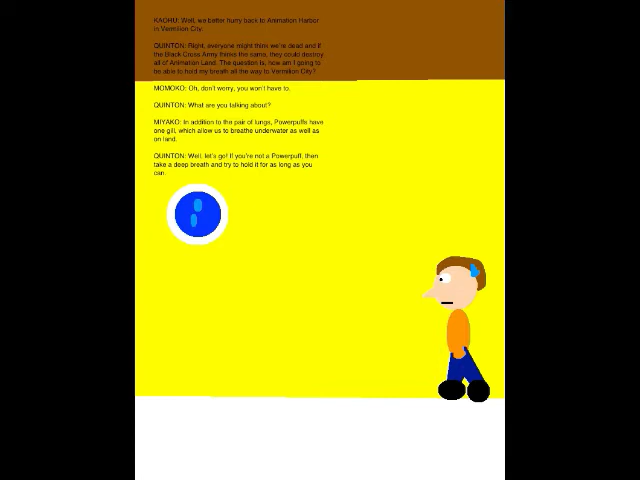 KAORU: Well, we better hurry back to Animation Harbor
in Vermilion City.
QUINTON: Right, everyone might think we're dead and if
the Black Cross Army thinks the same, they could destroy
all of Animation Land. The question is, how am I going to
be able to hold my breath all the way to Vermilion City?
MOMOKO: Oh, don't worry, you won't have to.
QUINTON: What are you talking about?
MIYAKO: In addition to the pair of lungs, Powerpuffs have
one gill, which allow us to breathe underwater as well as
on land.
QUINTON: Well, let's go! If you're not a Powerpuff, then
take a deep breath and try to hold it for as long as you
can.